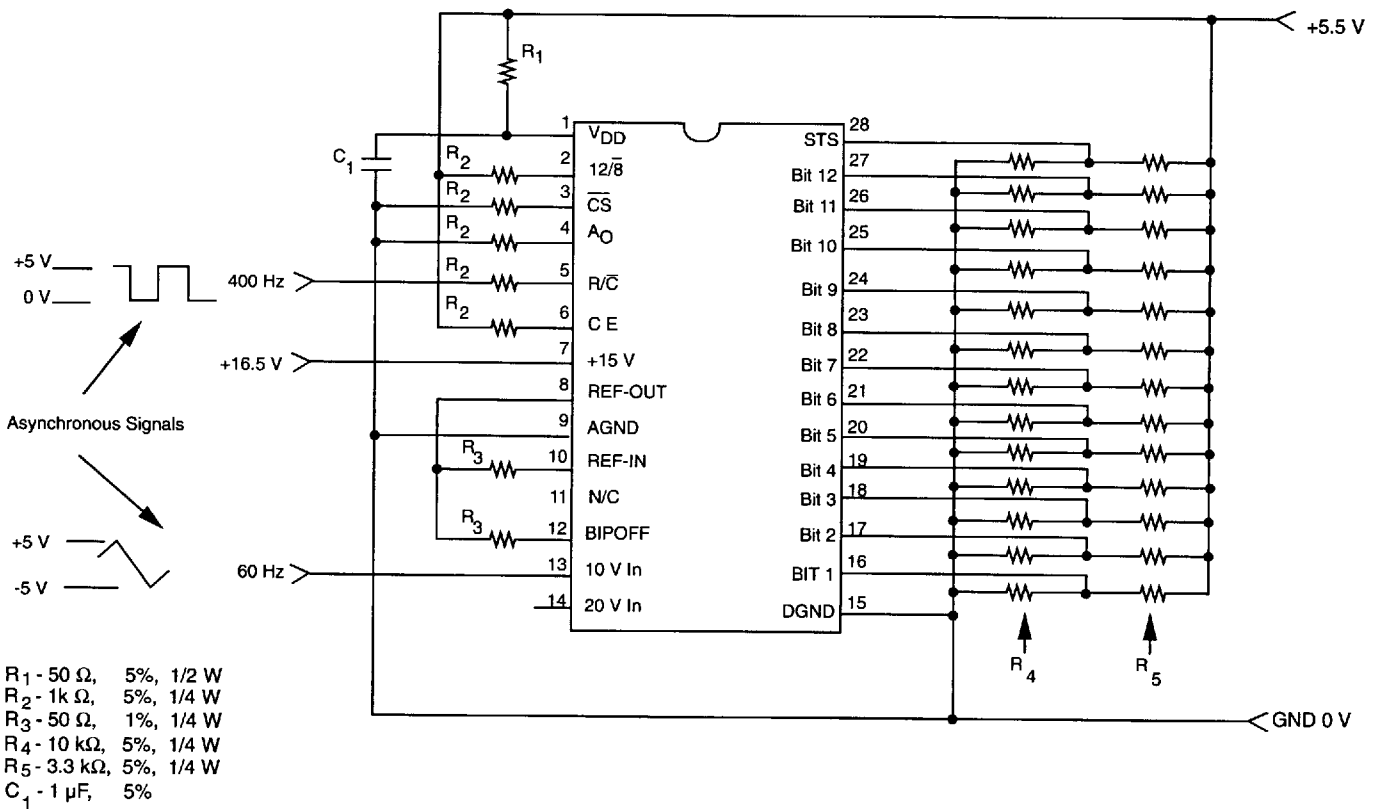 +5.5 V
R1
1 VDD
C1
R2 2 12/8̅
R2 3 C̅S̅
R2 4 AO
+5 V
0 V
400 Hz R2 5 R/C̅
R2 6 C E
+16.5 V 7 +15 V
8 REF-OUT
Asynchronous Signals
9 AGND
R3 10 REF-IN
11 N/C
R3 12 BIPOFF
+5 V
-5 V
60 Hz 13 10 V In
14 20 V In
STS 28
Bit 12 27
Bit 11 26
Bit 10 25
Bit 9 24
Bit 8 23
Bit 7 22
Bit 6 21
Bit 5 20
Bit 4 19
Bit 3 18
Bit 2 17
BIT 1 16
DGND 15
R4
R5
GND 0 V
R1 - 50 Ω, 5%, 1/2 W
R2 - 1k Ω, 5%, 1/4 W
R3 - 50 Ω, 1%, 1/4 W
R4 - 10 kΩ, 5%, 1/4 W
R5 - 3.3 kΩ, 5%, 1/4 W
C1 - 1 µF, 5%